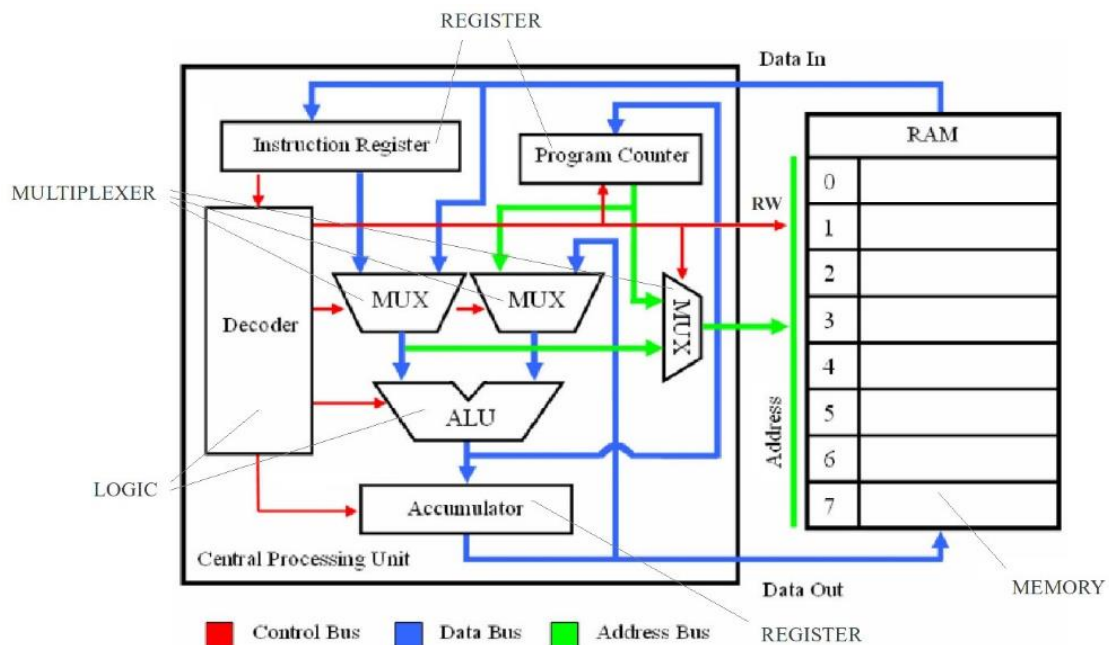 REGISTER
Data In
Instruction Register
Program Counter
RAM
MULTIPLEXER
RW
0
1
2
3
4
5
6
7
MUX
MUX
MUX
Decoder
ALU
Address
LOGIC
Accumulator
Central Processing Unit
Data Out
MEMORY
Control Bus
Data Bus
Address Bus
REGISTER